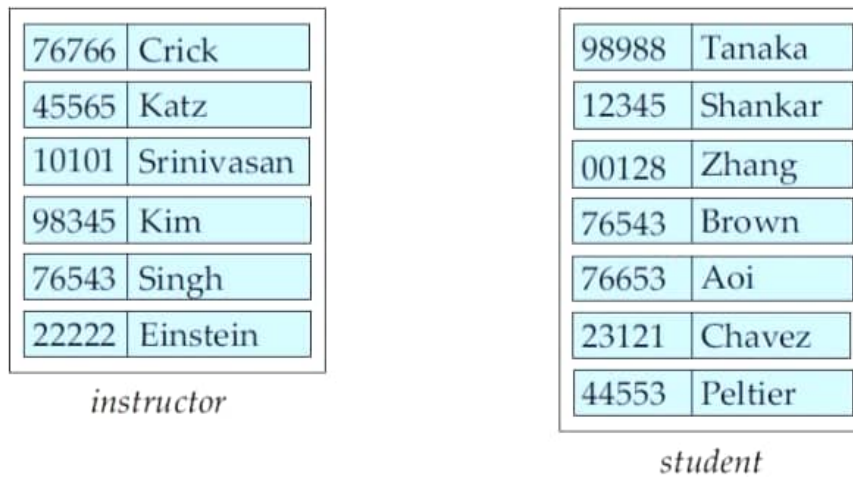 76766 Crick
45565 Katz
10101 Srinivasan
98345 Kim
76543 Singh
22222 Einstein
instructor
98988 Tanaka
12345 Shankar
00128 Zhang
76543 Brown
76653 Aoi
23121 Chavez
44553 Peltier
student